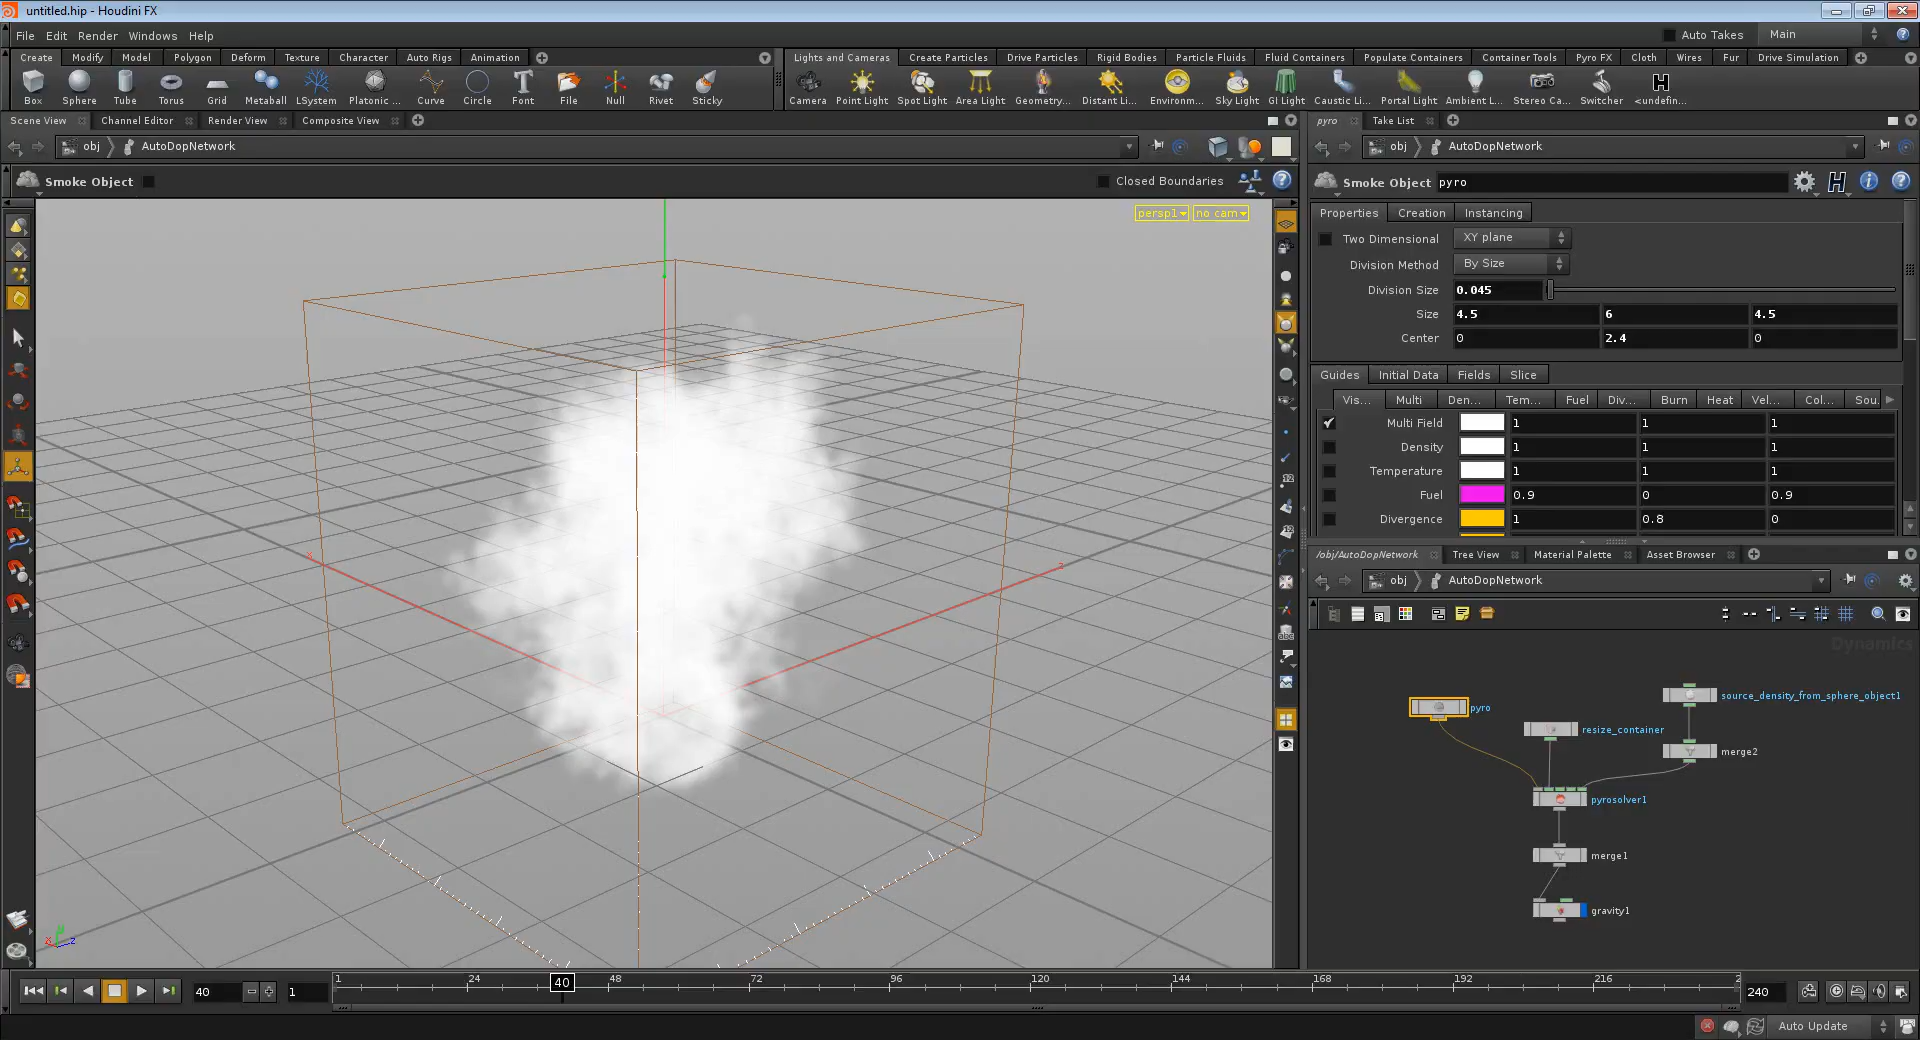 untitled.hip - Houdini FX
File Edit Render Windows Help
Auto Takes Main
Create Modify Model Polygon Deform Texture Character Auto Rigs Animation
Lights and Cameras Create Particles Drive Particles Rigid Bodies Particle Fluids Fluid Containers Populate Containers Container Tools Pyro FX Cloth Wires Fur Drive Simulation
Box Sphere Tube Torus Grid Metaball LSystem Platonic ... Curve Circle Font File Null Rivet Sticky
Camera Point Light Spot Light Area Light Geometry... Distant Li... Environm... Sky Light GI Light Caustic Li... Portal Light Ambient L... Stereo Ca... Switcher <undefin...
Scene View Channel Editor Render View Composite View
pyro Take List
obj AutoDopNetwork
obj AutoDopNetwork
Smoke Object Closed Boundaries
Smoke Object pyro
persp1 no cam
Properties Creation Instancing
Two Dimensional XY plane
Division Method By Size
Division Size 0.045
Size 4.5 6 4.5
Center 0 2.4 0
Guides Initial Data Fields Slice
Vis... Multi Den... Tem... Fuel Div... Burn Heat Vel... Col... Sou.
Multi Field 1 1 1
Density 1 1 1
Temperature 1 1 1
Fuel 0.9 0 0.9
Divergence 1 0.8 0
/obj/AutoDopNetwork Tree View Material Palette Asset Browser
obj AutoDopNetwork
Dynamics
source_density_from_sphere_object1
pyro
resize_container
merge2
pyrosolver1
merge1
gravity1
x
z
x z
40 1
1 24 40 48 72 96 120 144 168 192 216 2
240
Auto Update